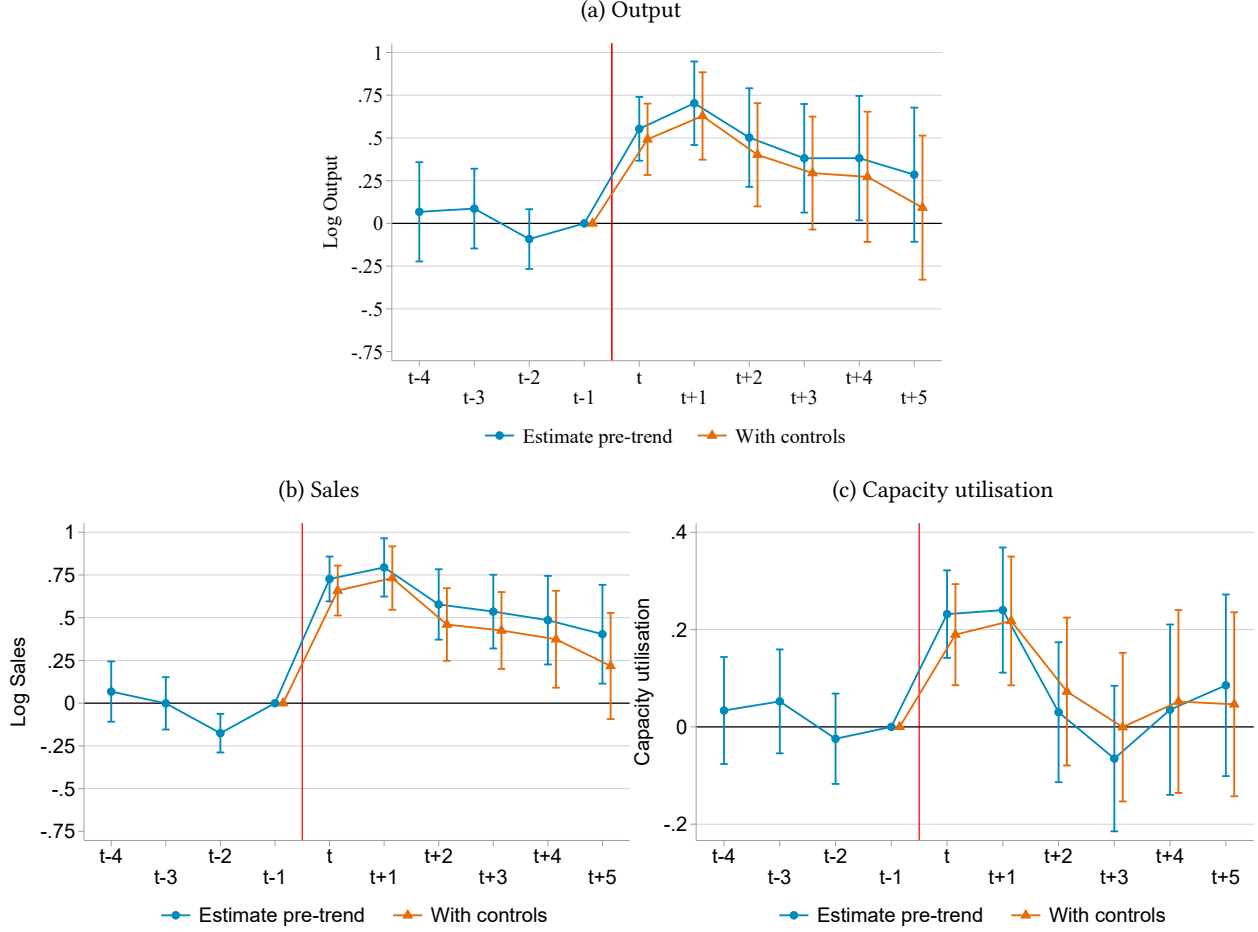 (a) Output
1
.75
.5
.25
0
-.25
-.5
-.75
Log Output
t-4
t-3
t-2
t-1
t
t+1
t+2
t+3
t+4
t+5
Estimate pre-trend
With controls
(b) Sales
1
.75
.5
.25
0
-.25
-.5
-.75
Log Sales
t-4
t-3
t-2
t-1
t
t+1
t+2
t+3
t+4
t+5
Estimate pre-trend
With controls
(c) Capacity utilisation
.4
.2
0
-.2
Capacity utilisation
t-4
t-3
t-2
t-1
t
t+1
t+2
t+3
t+4
t+5
Estimate pre-trend
With controls